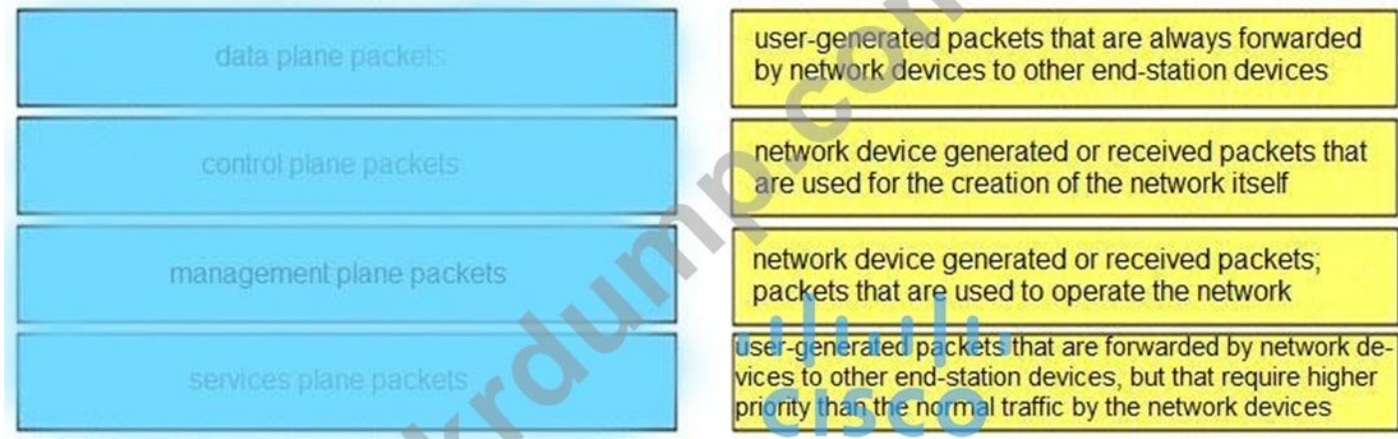 data plane packets
user-generated packets that are always forwarded
by network devices to other end-station devices
control plane packets
network device generated or received packets that
are used for the creation of the network itself
management plane packets
network device generated or received packets;
packets that are used to operate the network
services plane packets
user-generated packets that are forwarded by network de-
vices to other end-station devices, but that require higher
priority than the normal traffic by the network devices
krdump.com
cisco